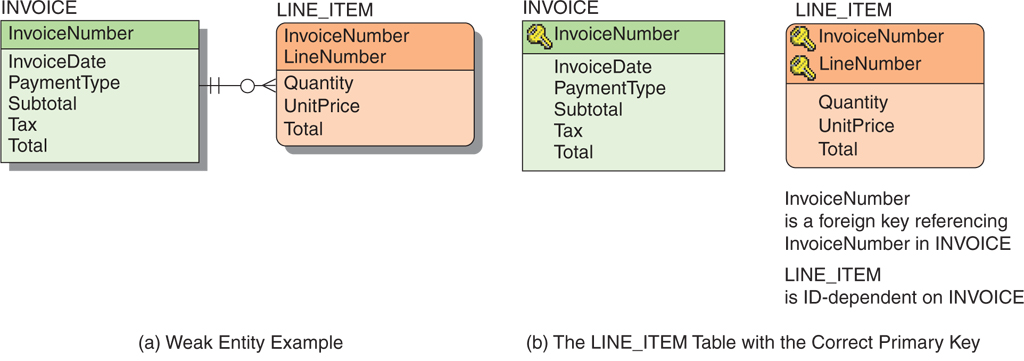 INVOICE
InvoiceNumber
InvoiceDate
PaymentType
Subtotal
Tax
Total
LINE_ITEM
InvoiceNumber
LineNumber
Quantity
UnitPrice
Total
(a) Weak Entity Example
INVOICE
InvoiceNumber
InvoiceDate
PaymentType
Subtotal
Tax
Total
LINE_ITEM
InvoiceNumber
LineNumber
Quantity
UnitPrice
Total
InvoiceNumber
is a foreign key referencing
InvoiceNumber in INVOICE
LINE_ITEM
is ID-dependent on INVOICE
(b) The LINE_ITEM Table with the Correct Primary Key